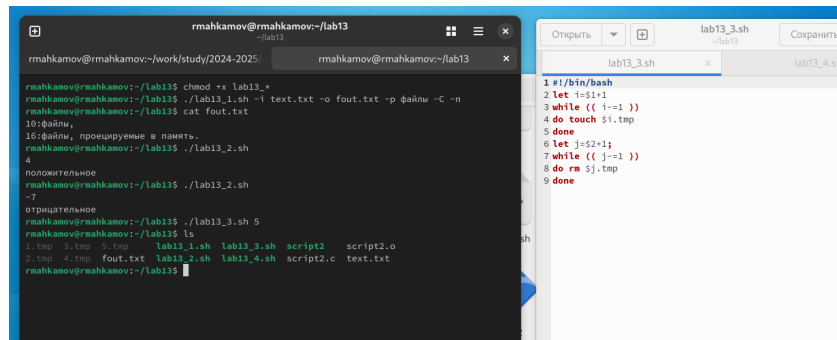 rmahkamov@rmahkamov:~/lab13
~/lab13
rmahkamov@rmahkamov:~/work/study/2024-2025/
rmahkamov@rmahkamov:~/lab13
rmahkamov@rmahkamov:~/lab13$ chmod +x lab13_*
rmahkamov@rmahkamov:~/lab13$ ./lab13_1.sh -i text.txt -o fout.txt -p файлы -C -n
rmahkamov@rmahkamov:~/lab13$ cat fout.txt
10:файлы,
16:файлы, проецируемые в память.
rmahkamov@rmahkamov:~/lab13$ ./lab13_2.sh
4
положительное
rmahkamov@rmahkamov:~/lab13$ ./lab13_2.sh
-7
отрицательное
rmahkamov@rmahkamov:~/lab13$ ./lab13_3.sh 5
rmahkamov@rmahkamov:~/lab13$ ls
1.tmp 3.tmp 5.tmp lab13_1.sh lab13_3.sh script2 script2.o
2.tmp 4.tmp fout.txt lab13_2.sh lab13_4.sh script2.c text.txt
rmahkamov@rmahkamov:~/lab13$
sh
Открыть
lab13_3.sh
~/lab13
Сохранить
lab13_3.sh
lab13_4.s
1 #!/bin/bash
2 let i=$1+1
3 while (( i-=1 ))
4 do touch $i.tmp
5 done
6 let j=$2+1;
7 while (( j-=1 ))
8 do rm $j.tmp
9 done